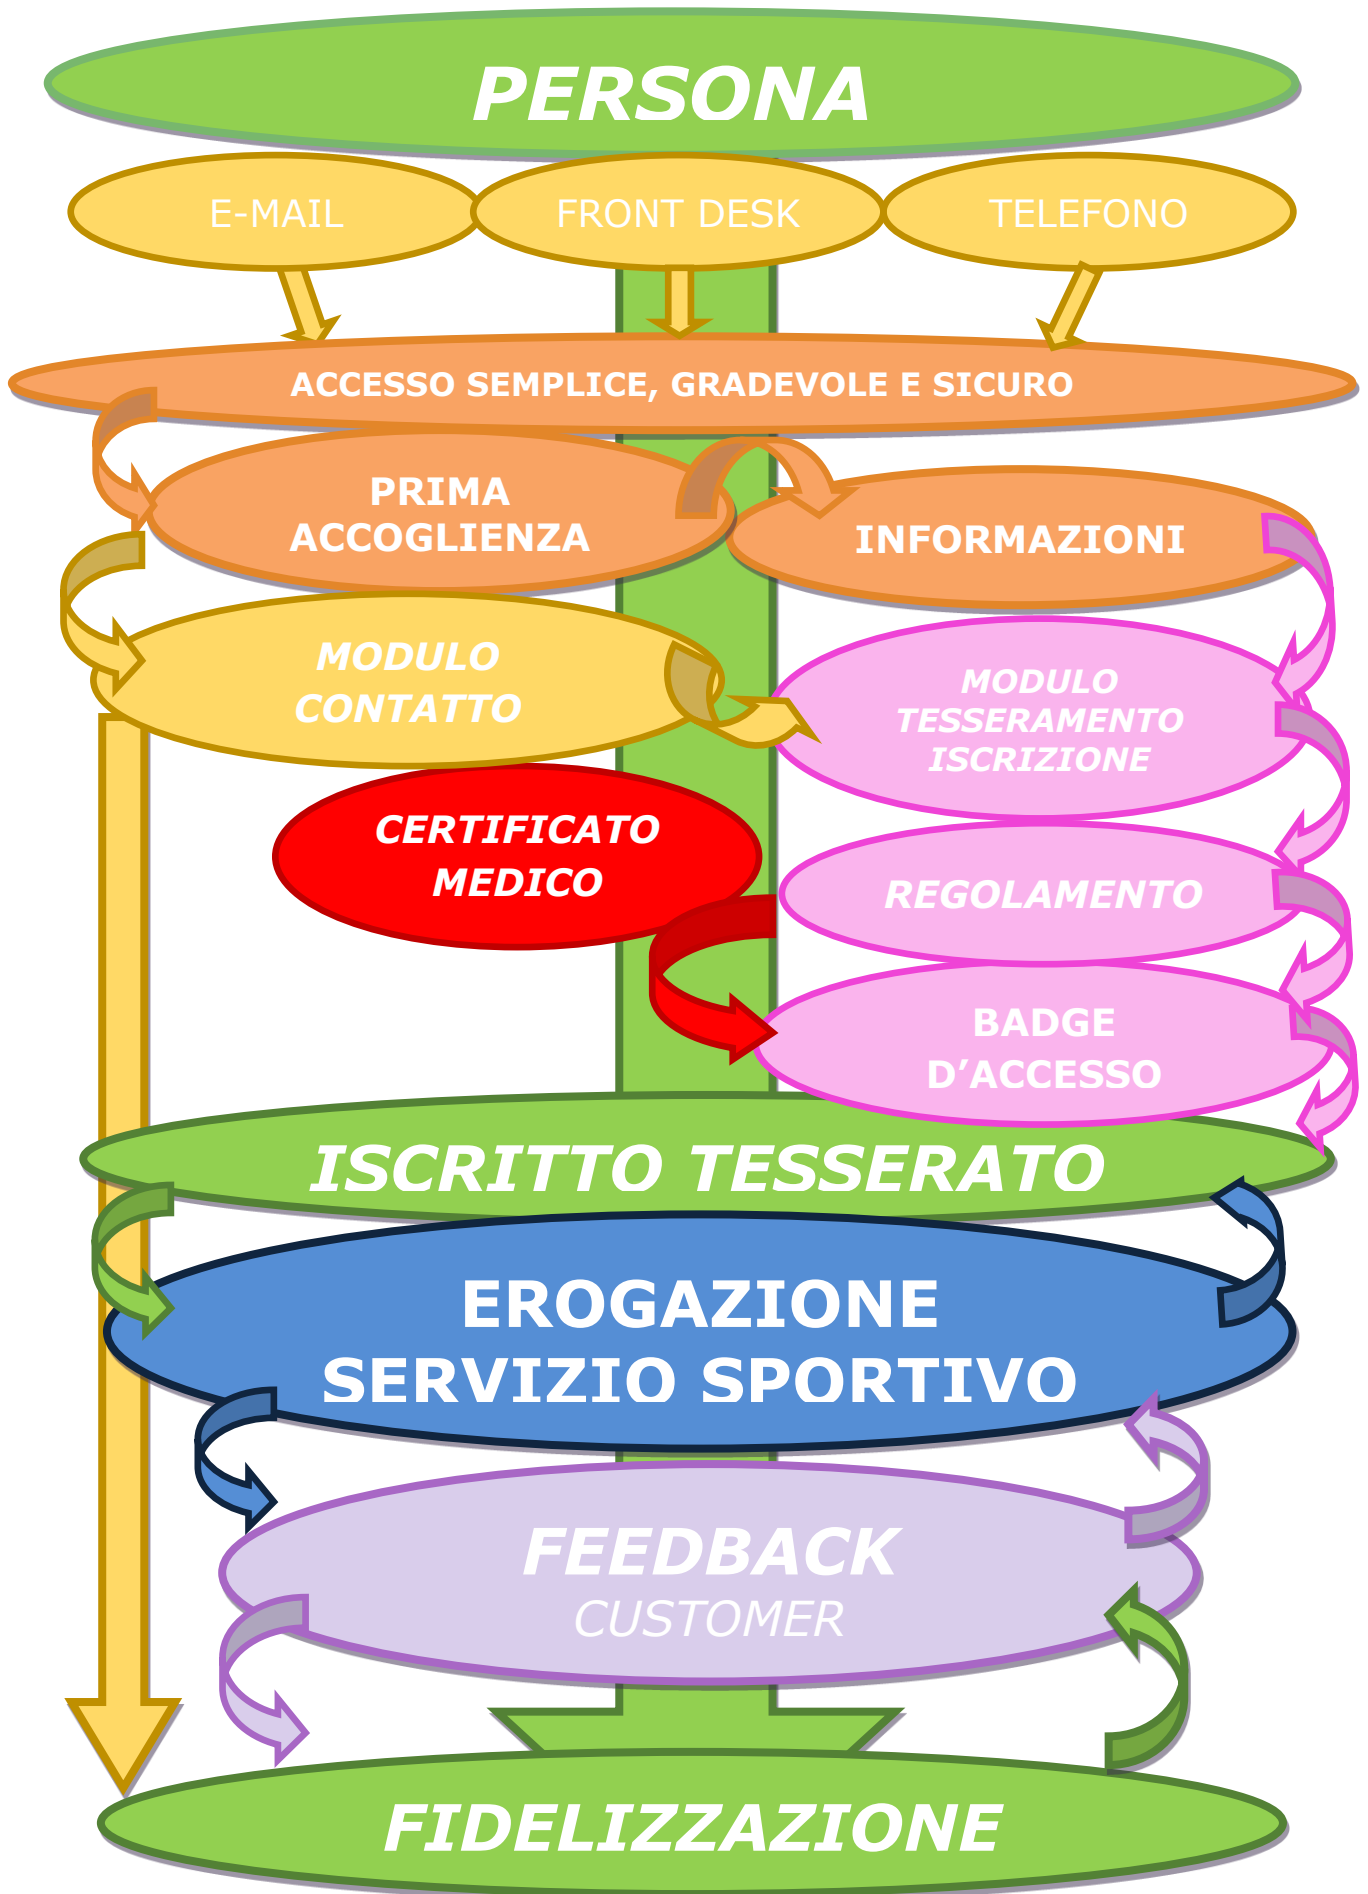 PERSONA
E-MAIL
FRONT DESK
TELEFONO
ACCESSO SEMPLICE, GRADEVOLE E SICURO
PRIMA
ACCOGLIENZA
INFORMAZIONI
MODULO
CONTATTO
MODULO
TESSERAMENTO
ISCRIZIONE
CERTIFICATO
MEDICO
REGOLAMENTO
BADGE
D’ACCESSO
ISCRITTO TESSERATO
EROGAZIONE
SERVIZIO SPORTIVO
FEEDBACK
CUSTOMER
FIDELIZZAZIONE